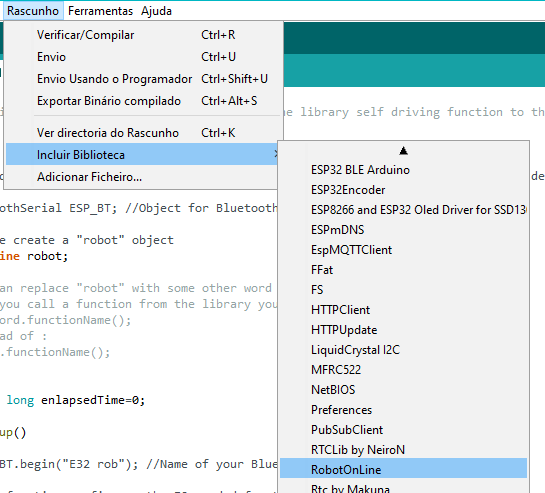 Rascunho Ferramentas Ajuda
Verificar/Compilar Ctrl+R
Envio Ctrl+U
Envio Usando o Programador Ctrl+Shift+U
Exportar Binário compilado Ctrl+Alt+S
ne library self driving function to the
Ver directoria do Rascunho Ctrl+K
Incluir Biblioteca
Adicionar Ficheiro...
de
▲
ESP32 BLE Arduino
ESP32Encoder
ESP8266 and ESP32 Oled Driver for SSD130
ESPmDNS
EspMQTTClient
FFat
FS
HTTPClient
HTTPUpdate
LiquidCrystal I2C
MFRC522
NetBIOS
Preferences
PubSubClient
RTCLib by NeiroN
RobotOnLine
Rtc by Makuna
othSerial ESP_BT; //Object for Bluetooth
e create a "robot" object
ine robot;
an replace "robot" with some other word
you call a function from the library you
ord.functionName();
ead of :
.functionName();
long enlapsedTime=0;
up()
BT.begin("E32 rob"); //Name of your Blue